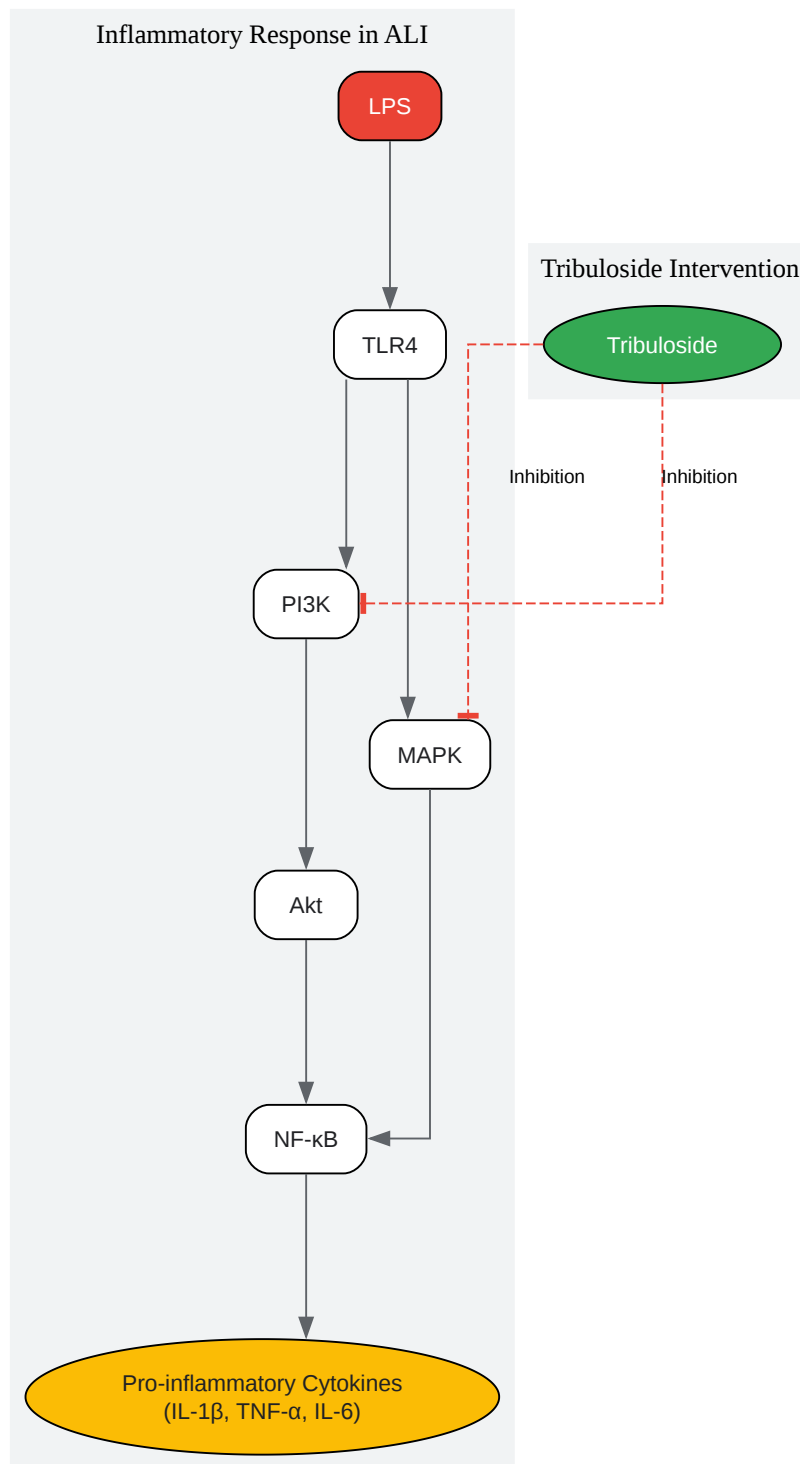 Inflammatory Response in ALI
LPS
Tribuloside Intervention
TLR4
Tribuloside
Inhibition
Inhibition
PI3K
MAPK
Akt
NF-κB
Pro-inflammatory Cytokines
(IL-1β, TNF-α, IL-6)